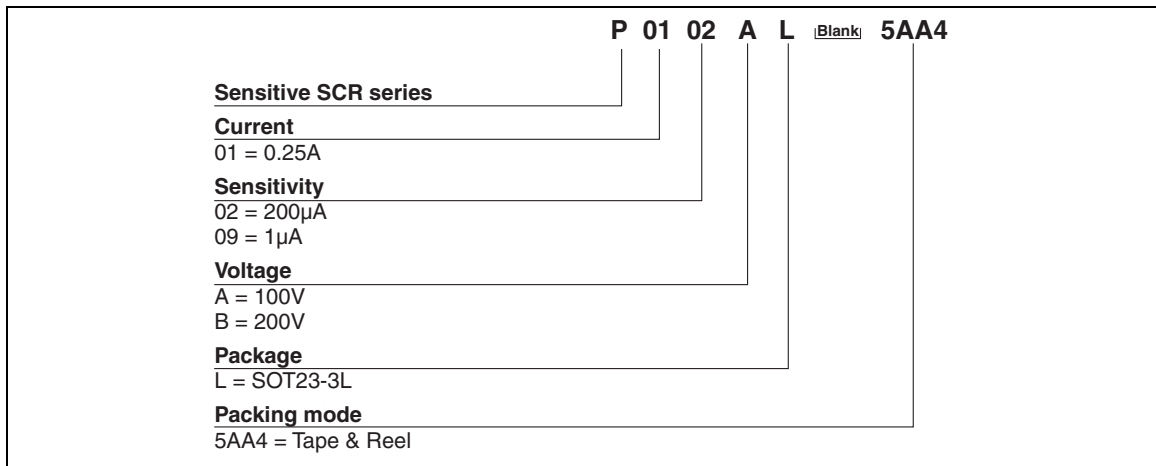 P 01 02 A L Blank 5AA4
Sensitive SCR series
Current
01 = 0.25A
Sensitivity
02 = 200µA
09 = 1µA
Voltage
A = 100V
B = 200V
Package
L = SOT23-3L
Packing mode
5AA4 = Tape & Reel